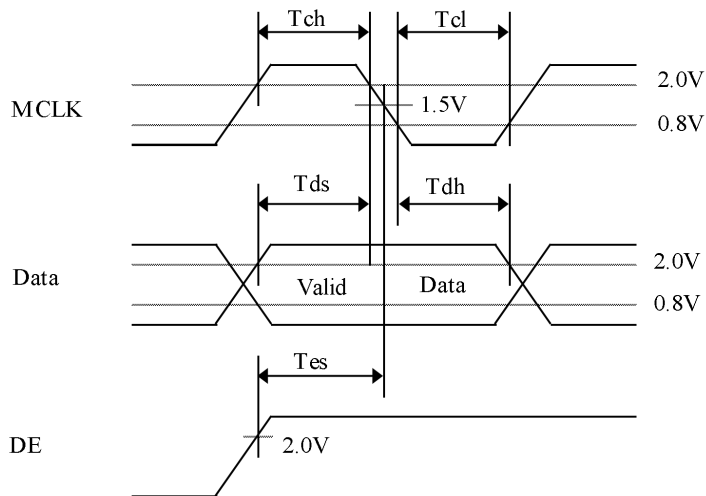 Tch Tcl
MCLK 2.0V
1.5V
0.8V
Tds Tdh
Data Valid Data 2.0V
0.8V
Tes
DE 2.0V